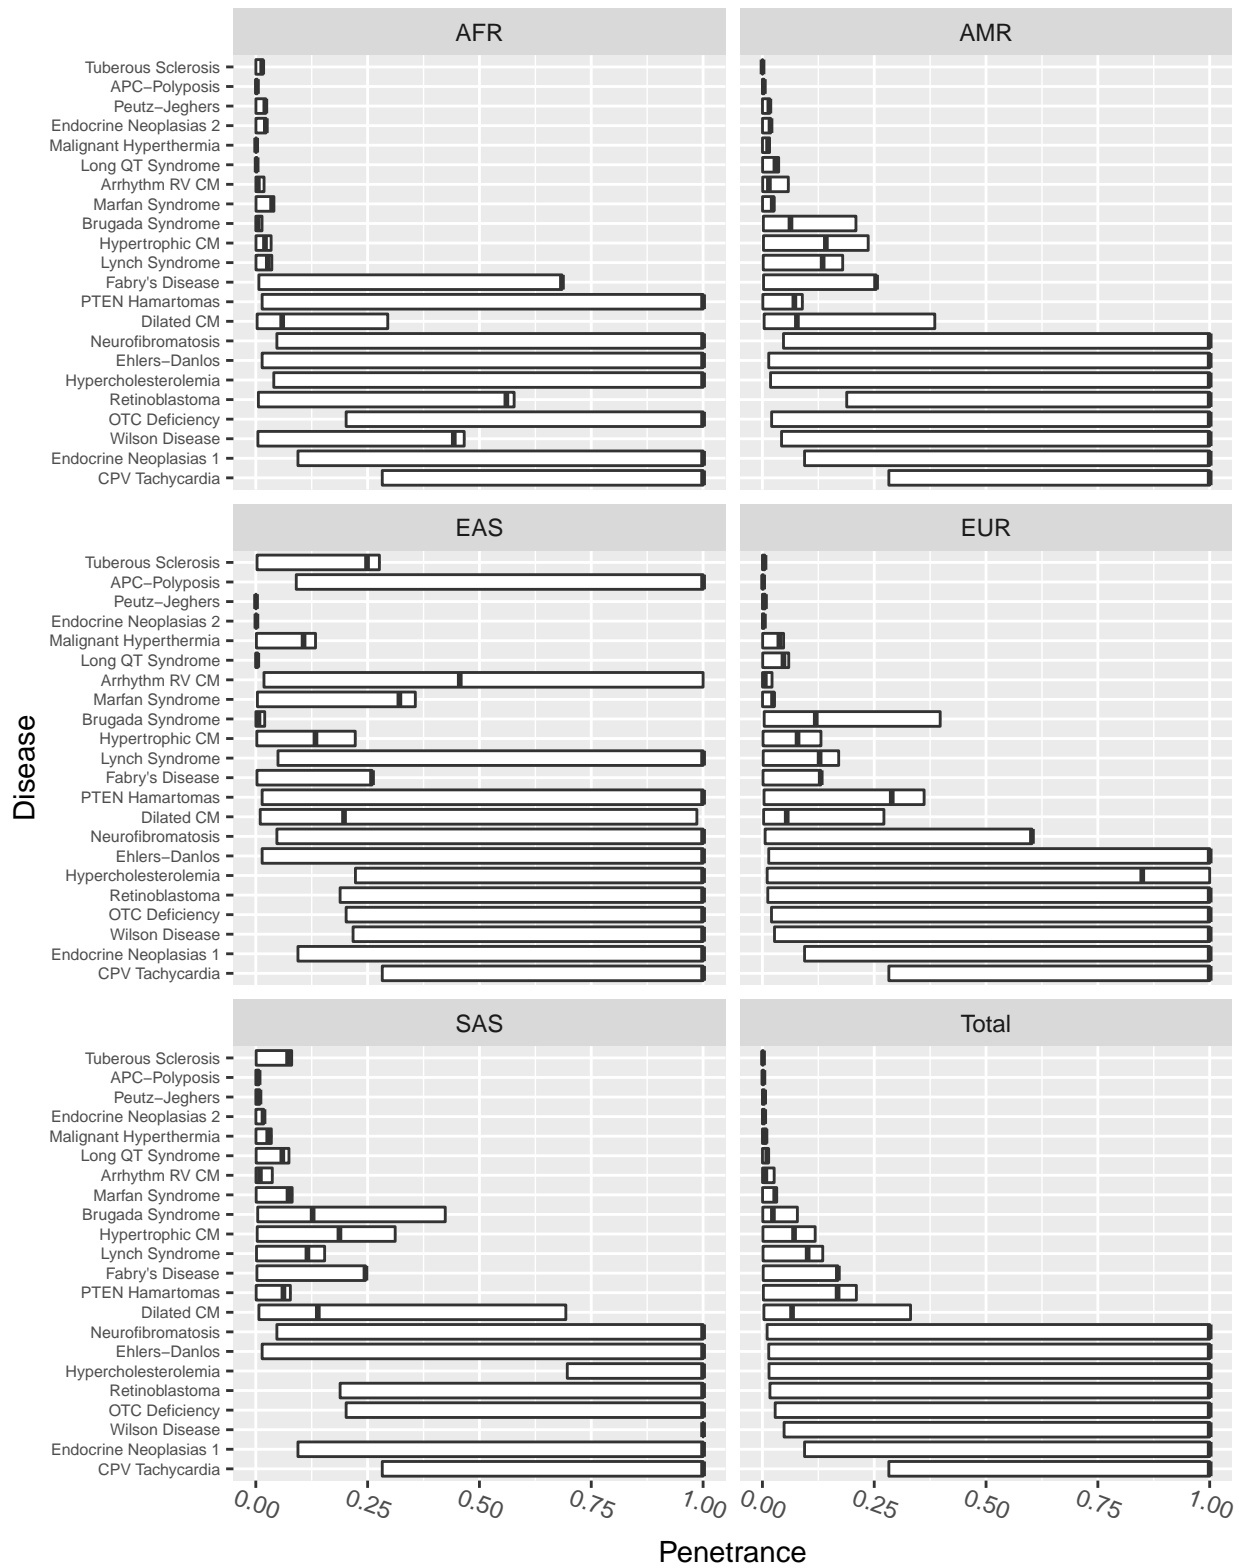 AFR
AMR
Tuberous Sclerosis
APC−Polyposis
Peutz−Jeghers
Endocrine Neoplasias 2
Malignant Hyperthermia
Long QT Syndrome
Arrhythm RV CM
Marfan Syndrome
Brugada Syndrome
Hypertrophic CM
Lynch Syndrome
Fabry's Disease
PTEN Hamartomas
Dilated CM
Neurofibromatosis
Ehlers−Danlos
Hypercholesterolemia
Retinoblastoma
OTC Deficiency
Wilson Disease
Endocrine Neoplasias 1
CPV Tachycardia
EAS
EUR
Tuberous Sclerosis
APC−Polyposis
Peutz−Jeghers
Endocrine Neoplasias 2
Malignant Hyperthermia
Long QT Syndrome
Arrhythm RV CM
Marfan Syndrome
Brugada Syndrome
Hypertrophic CM
Lynch Syndrome
Fabry's Disease
PTEN Hamartomas
Dilated CM
Neurofibromatosis
Ehlers−Danlos
Hypercholesterolemia
Retinoblastoma
OTC Deficiency
Wilson Disease
Endocrine Neoplasias 1
CPV Tachycardia
Disease
SAS
Total
Tuberous Sclerosis
APC−Polyposis
Peutz−Jeghers
Endocrine Neoplasias 2
Malignant Hyperthermia
Long QT Syndrome
Arrhythm RV CM
Marfan Syndrome
Brugada Syndrome
Hypertrophic CM
Lynch Syndrome
Fabry's Disease
PTEN Hamartomas
Dilated CM
Neurofibromatosis
Ehlers−Danlos
Hypercholesterolemia
Retinoblastoma
OTC Deficiency
Wilson Disease
Endocrine Neoplasias 1
CPV Tachycardia
0.00 0.25 0.50 0.75 1.00
0.00 0.25 0.50 0.75 1.00
Penetrance